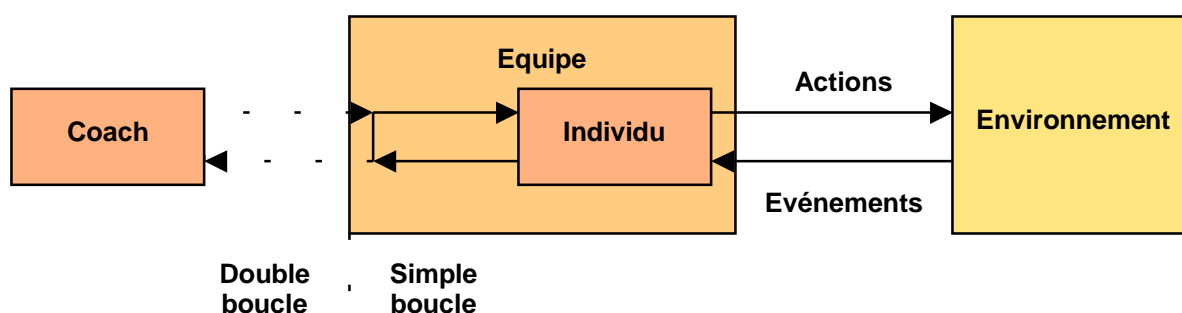 Equipe
Actions
Coach
Individu
Environnement
Evénements
Double
boucle
Simple
boucle